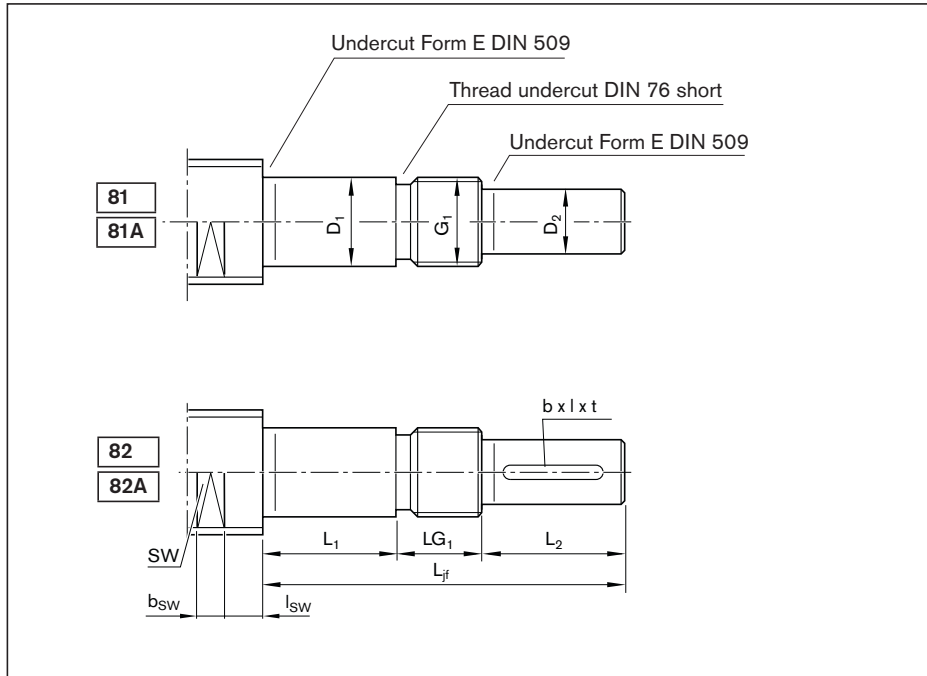 Undercut Form E DIN 509
Thread undercut DIN 76 short
Undercut Form E DIN 509
81
81A
D₁
G₁
D₂
b x l x t
82
82A
SW
L₁
LG₁
L₂
Ljf
bSW
lSW